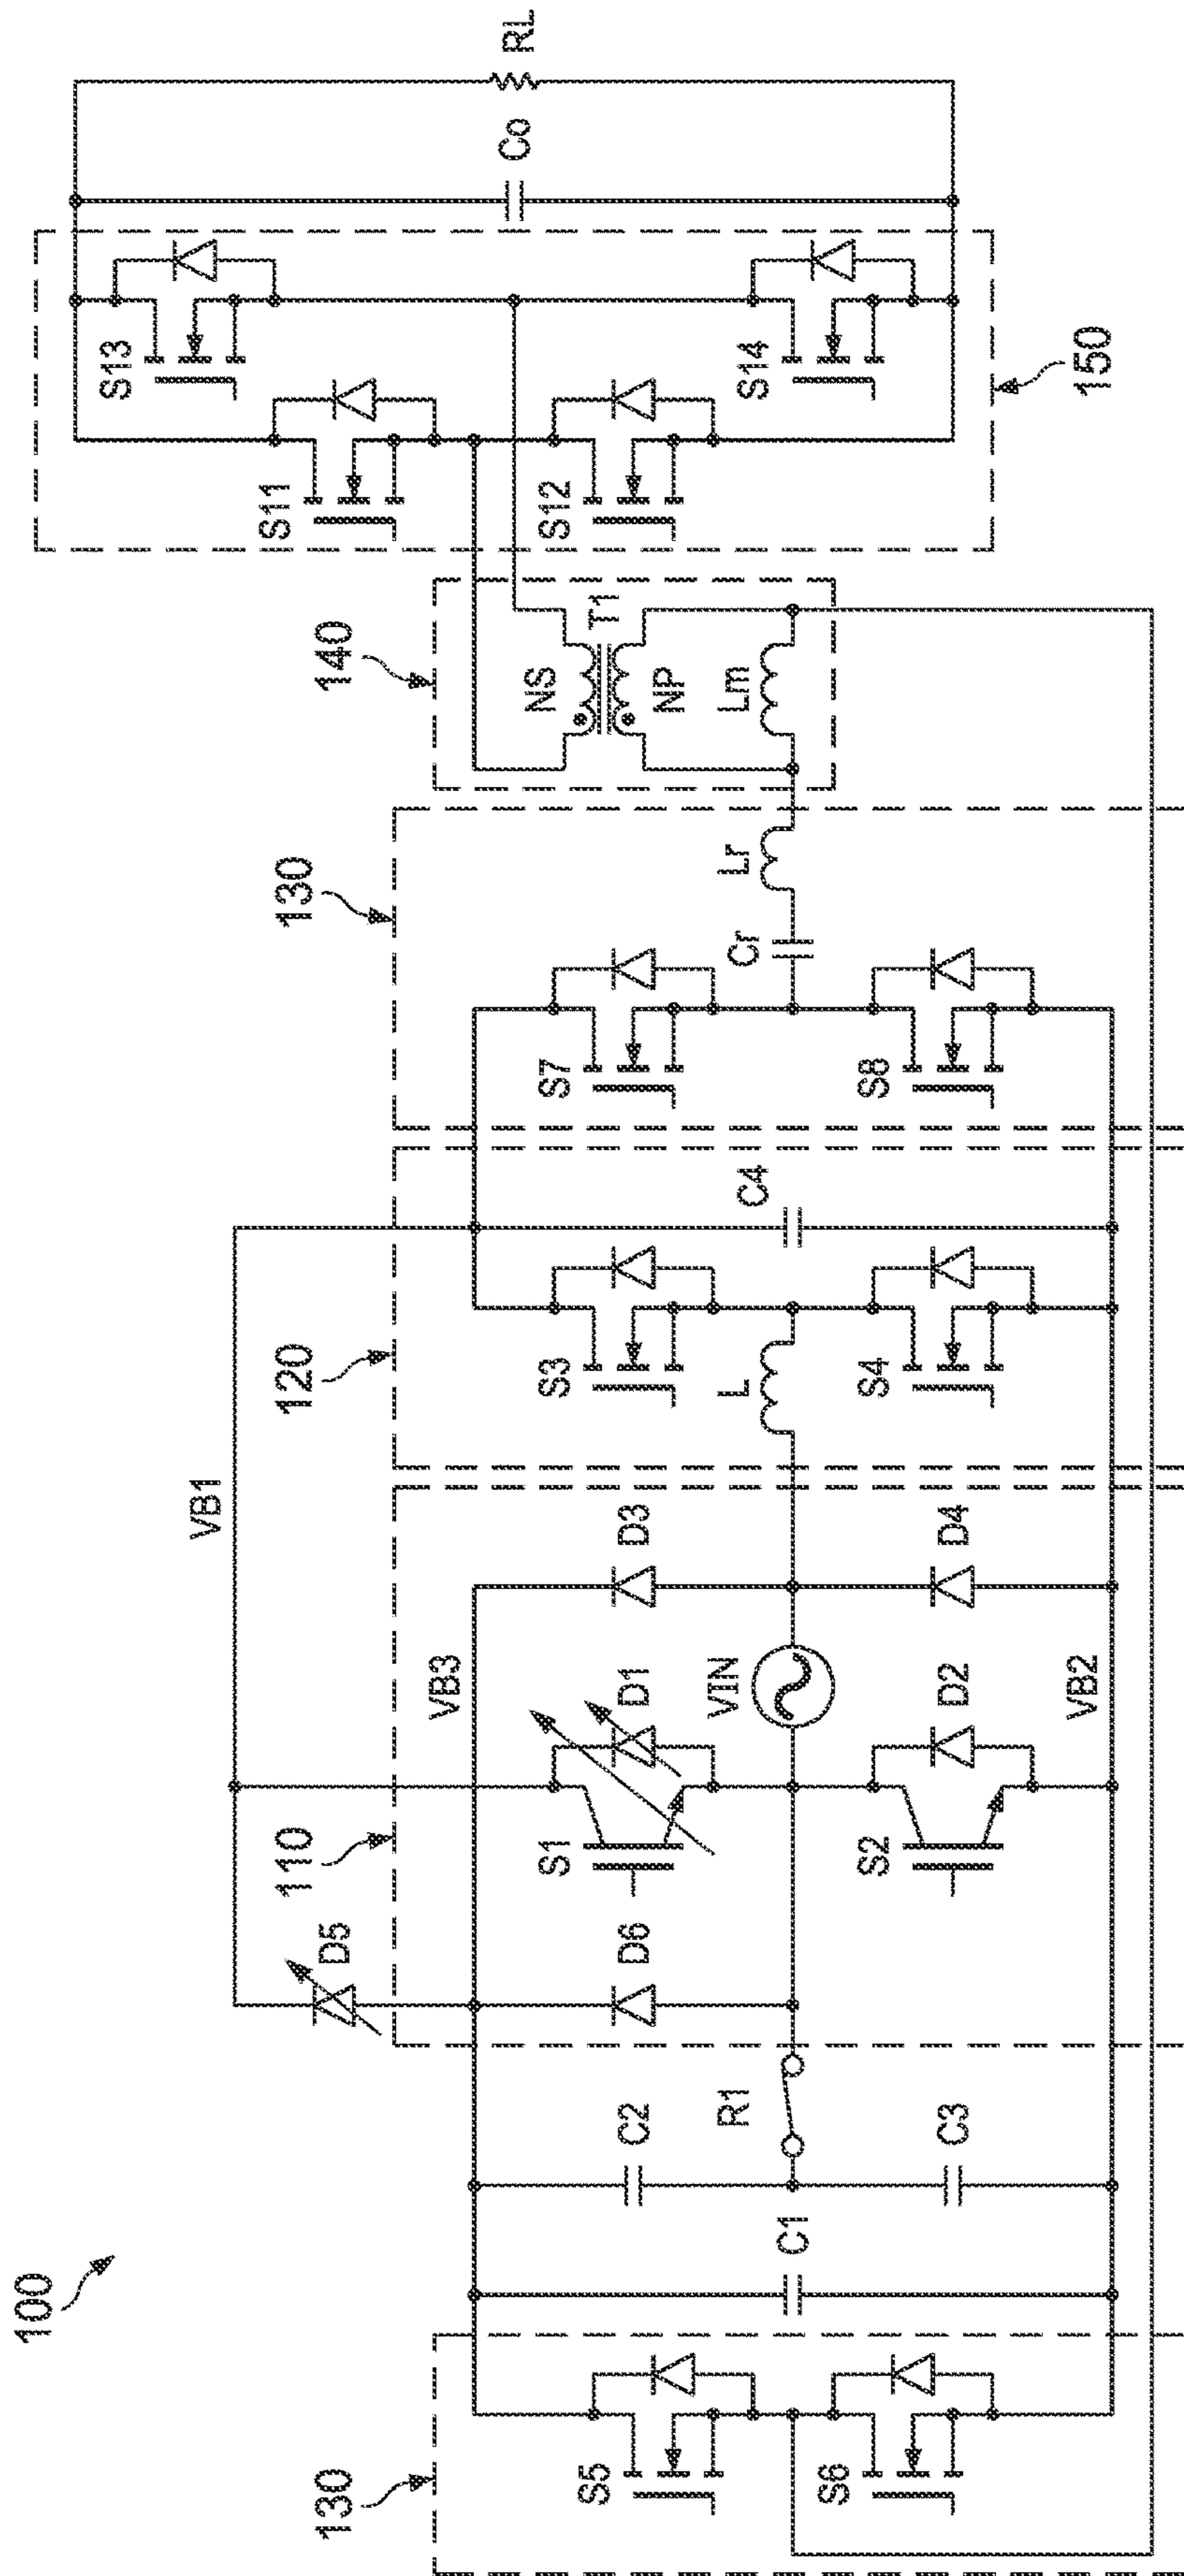 100
130
S5
S6
C1
C2
C3
R1
D5
D6
110
S1
D1
S2
D2
VB3
VB2
VIN
D3
D4
VB1
120
L
S3
S4
C4
130
S7
S8
Cr
Lr
140
NS
T1
NP
Lm
S11
S12
S13
S14
150
Co
RL